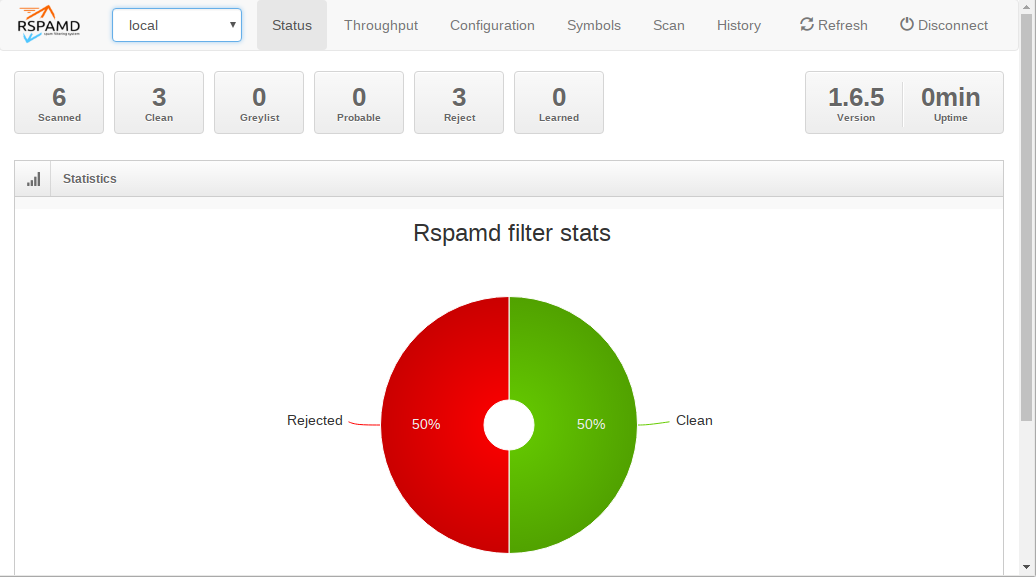 RSPAMD
spam filtering system
local
Status
Throughput
Configuration
Symbols
Scan
History
Refresh
Disconnect
6
Scanned
3
Clean
0
Greylist
0
Probable
3
Reject
0
Learned
1.6.5
Version
0min
Uptime
Statistics
Rspamd filter stats
Rejected
50%
50%
Clean